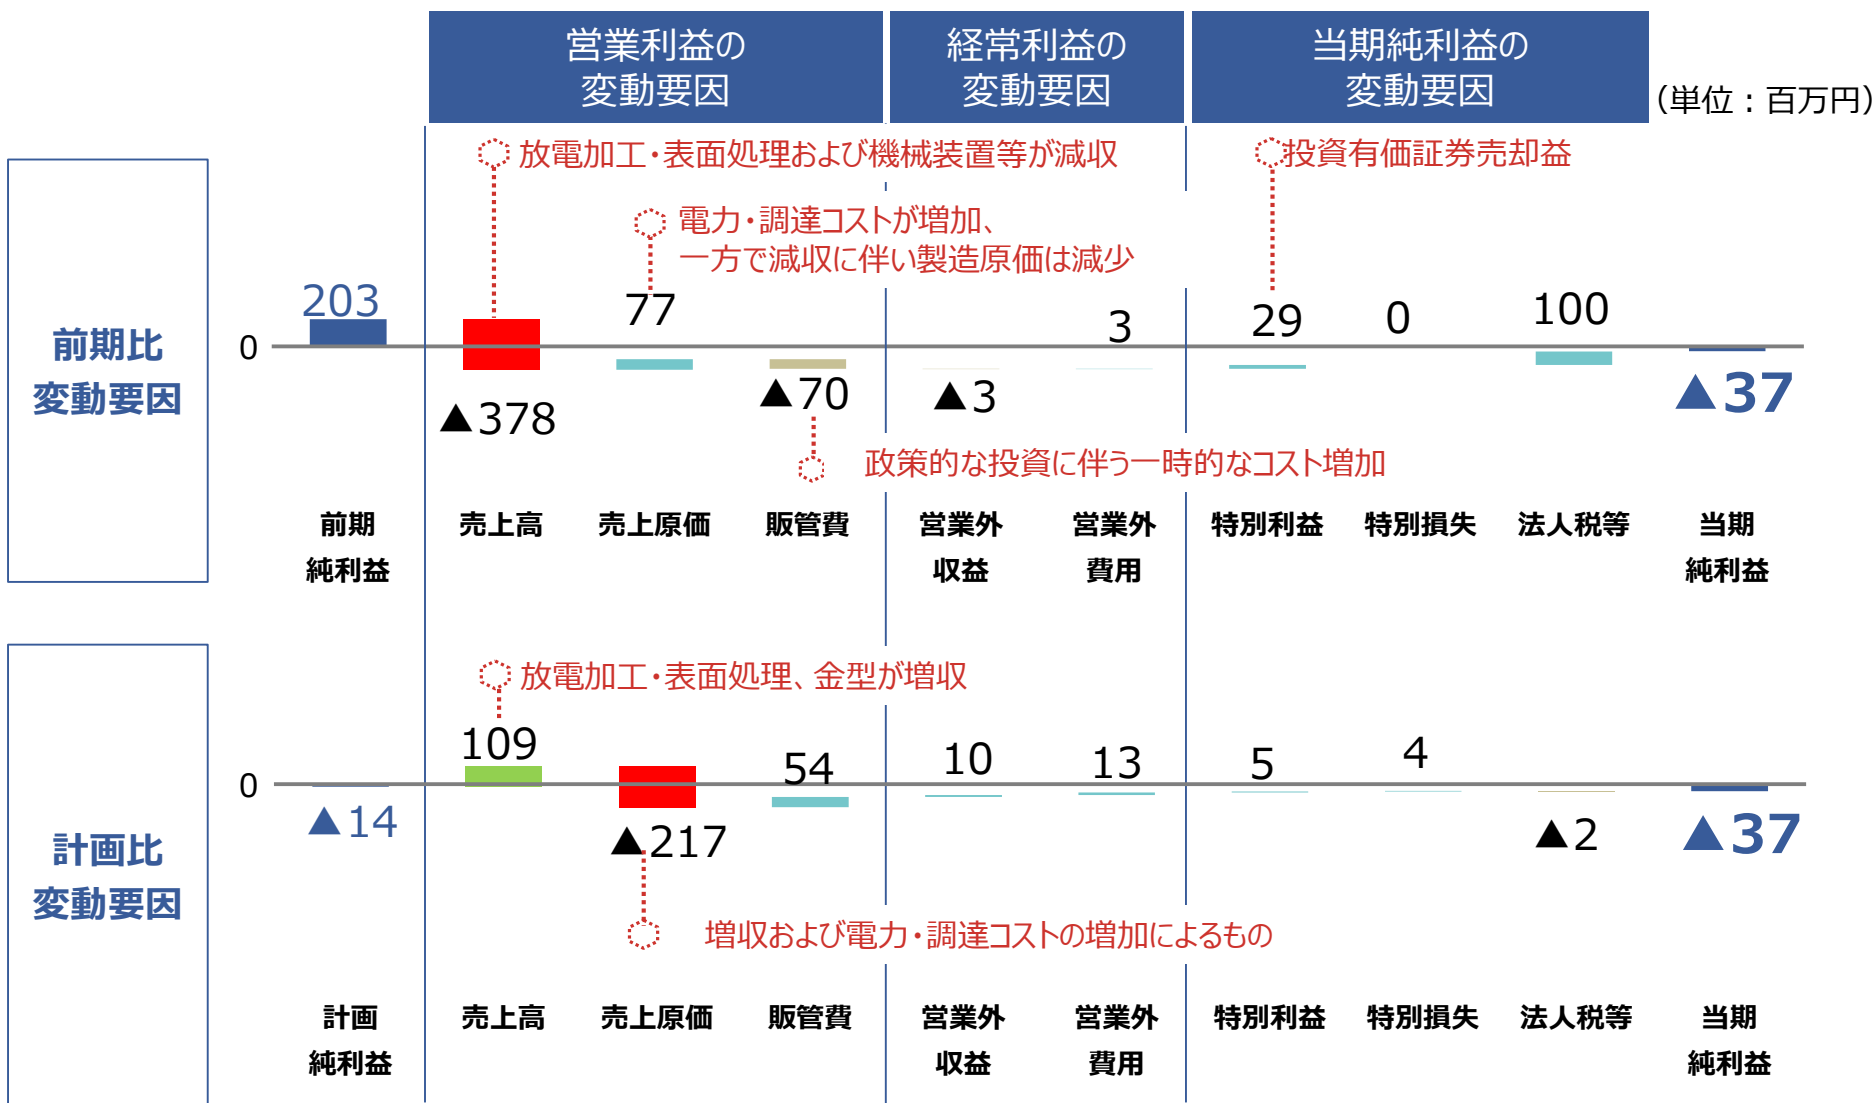 営業利益の
変動要因
経常利益の
変動要因
当期純利益の
変動要因
(単位：百万円)
前期比
変動要因
放電加工・表面処理および機械装置等が減収
投資有価証券売却益
電力・調達コストが増加、
一方で減収に伴い製造原価は減少
203
77
3
29
0
100
0
▲378
▲70
▲3
▲37
政策的な投資に伴う一時的なコスト増加
前期
純利益
売上高
売上原価
販管費
営業外
収益
営業外
費用
特別利益
特別損失
法人税等
当期
純利益
計画比
変動要因
放電加工・表面処理、金型が増収
109
54
10
13
5
4
0
▲14
▲217
▲2
▲37
増収および電力・調達コストの増加によるもの
計画
純利益
売上高
売上原価
販管費
営業外
収益
営業外
費用
特別利益
特別損失
法人税等
当期
純利益